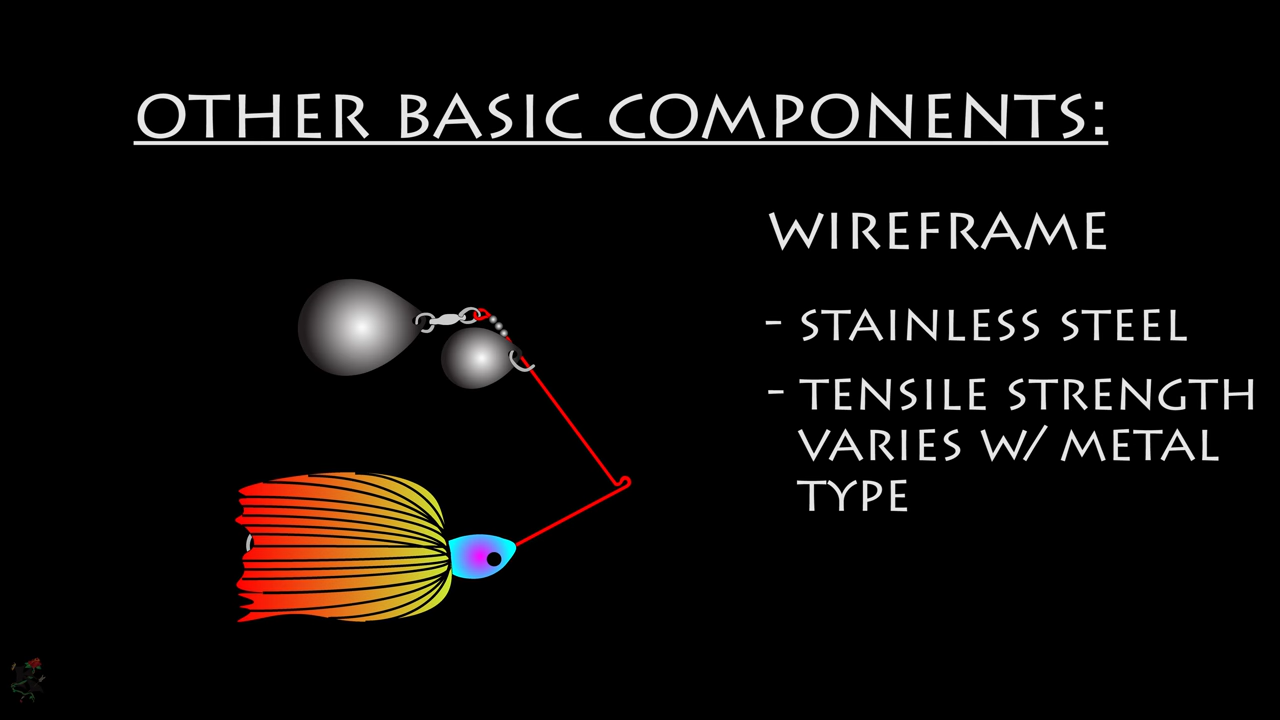 OTHER BASIC COMPONENTS:
WIREFRAME
- STAINLESS STEEL
- TENSILE STRENGTH
VARIES W/ METAL
TYPE